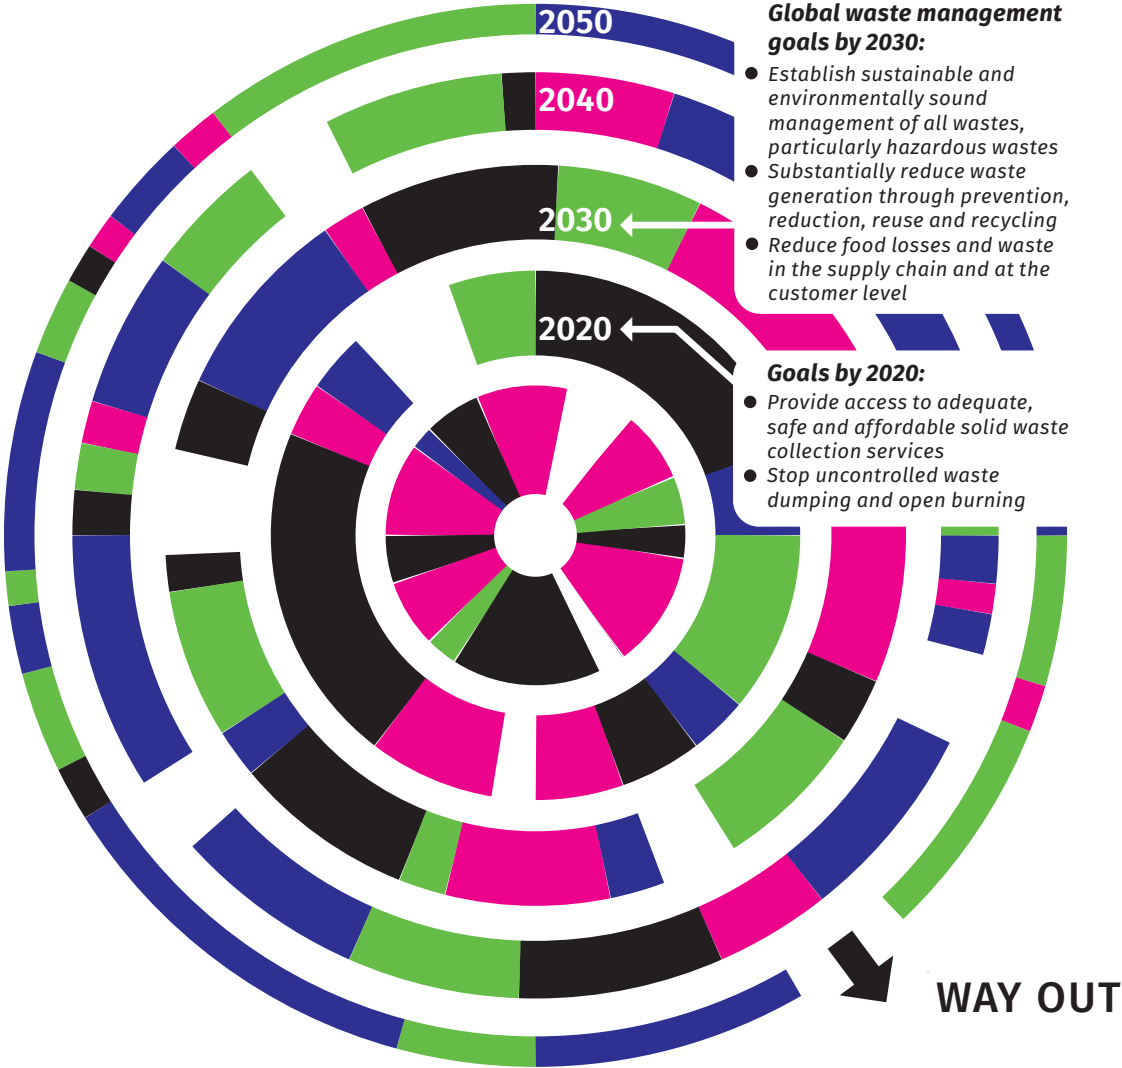 2050
2040
2030
2020
Global waste management
goals by 2030:
● Establish sustainable and
environmentally sound
management of all wastes,
particularly hazardous wastes
● Substantially reduce waste
generation through prevention,
reduction, reuse and recycling
● Reduce food losses and waste
in the supply chain and at the
customer level
Goals by 2020:
● Provide access to adequate,
safe and affordable solid waste
collection services
● Stop uncontrolled waste
dumping and open burning
WAY OUT